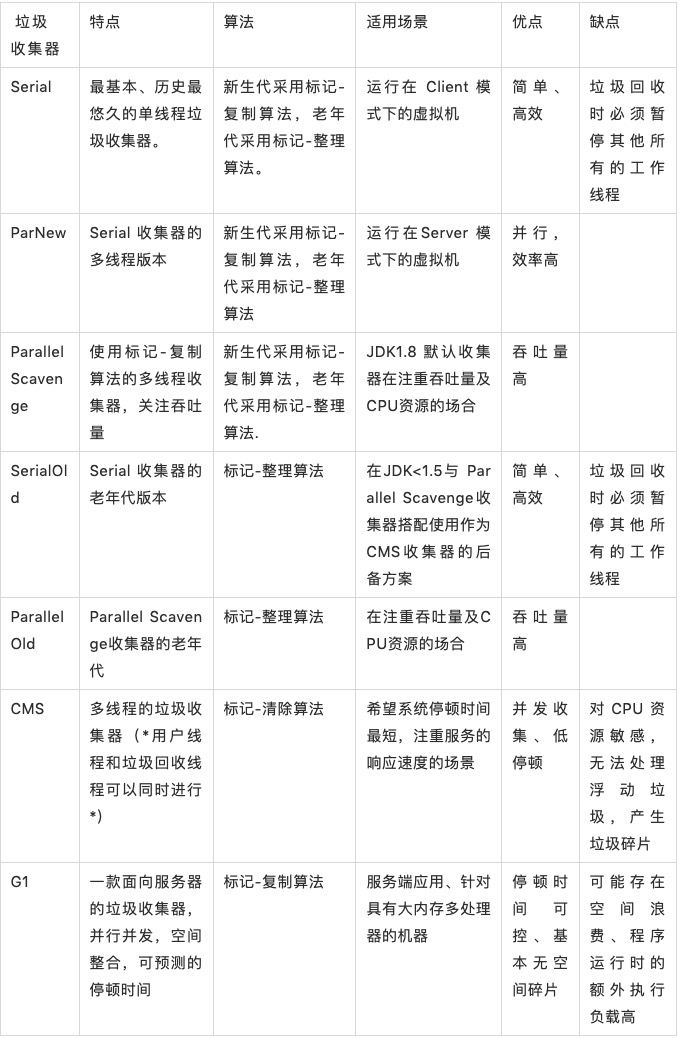 垃圾
收集器
特点
算法
适用场景
优点
缺点
Serial
最基本、历史最
悠久的单线程垃
圾收集器。
新生代采用标记-
复制算法，老年
代采用标记-整理
算法。
运行在 Client 模
式下的虚拟机
简单、
高效
垃圾回收
时必须暂
停其他所
有的工作
线程
ParNew
Serial 收集器的
多线程版本
新生代采用标记-
复制算法，老年
代采用标记-整理
算法
运行在Server 模
式下的虚拟机
并行，
效率高
Parallel
Scaven
ge
使用标记-复制
算法的多线程收
集器，关注吞吐
量
新生代采用标记-
复制算法，老年
代采用标记-整理
算法.
JDK1.8 默认收集
器在注重吞吐量及
CPU资源的场合
吞吐量
高
SerialOl
d
Serial 收集器的
老年代版本
标记-整理算法
在JDK<1.5与 Par
allel Scavenge收
集器搭配使用作为
CMS收集器的后
备方案
简单、
高效
垃圾回收
时必须暂
停其他所
有的工作
线程
Parallel
Old
Parallel Scaven
ge收集器的老年
代
标记-整理算法
在注重吞吐量及C
PU资源的场合
吞吐量
高
CMS
多线程的垃圾收
集器（*用户线
程和垃圾回收线
程可以同时进行
*）
标记-清除算法
希望系统停顿时间
最短，注重服务的
响应速度的场景
并发收
集、低
停顿
对CPU资
源敏感，
无法处理
浮动垃
圾，产生
垃圾碎片
G1
一款面向服务器
的垃圾收集器，
并行并发，空间
整合，可预测的
停顿时间
标记-复制算法
服务端应用、针对
具有大内存多处理
器的机器
停顿时
间可
控、基
本无空
间碎片
可能存在
空间浪
费、程序
运行时的
额外执行
负载高